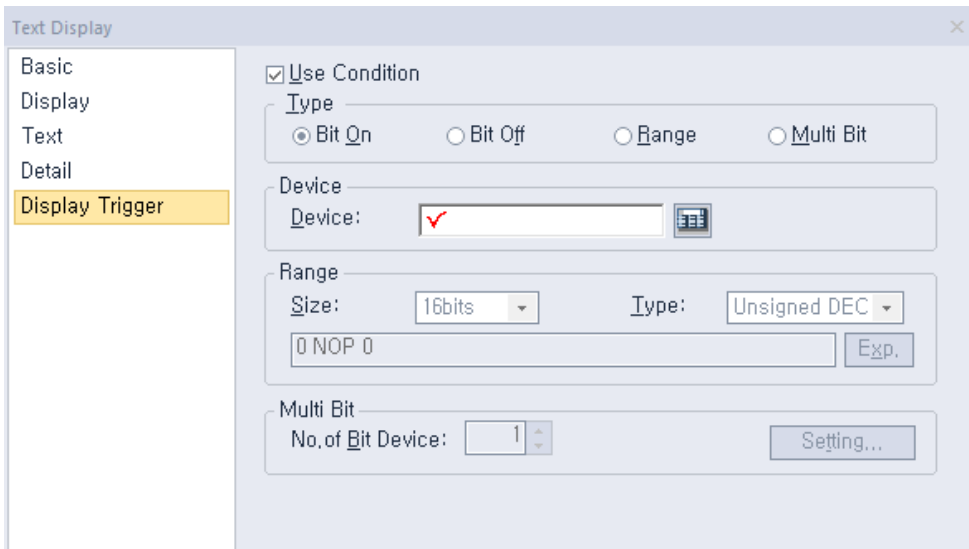 Text Display
Basic
Display
Text
Detail
Display Trigger
Use Condition
Type
Bit On
Bit Off
Range
Multi Bit
Device
Device:
Range
Size:
16bits
Type:
Unsigned DEC
0 NOP 0
Exp.
Multi Bit
No.of Bit Device:
1
Setting...